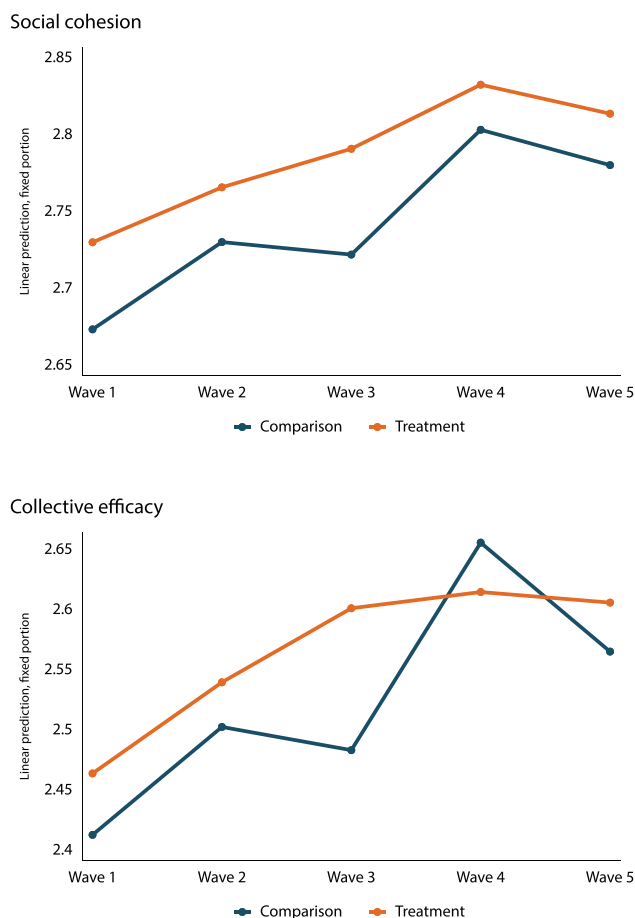 Social cohesion
Linear prediction, fixed portion
2.85
2.8
2.75
2.7
2.65
Wave 1 Wave 2 Wave 3 Wave 4 Wave 5
Comparison Treatment
Collective efficacy
Linear prediction, fixed portion
2.65
2.6
2.55
2.5
2.45
2.4
Wave 1 Wave 2 Wave 3 Wave 4 Wave 5
Comparison Treatment